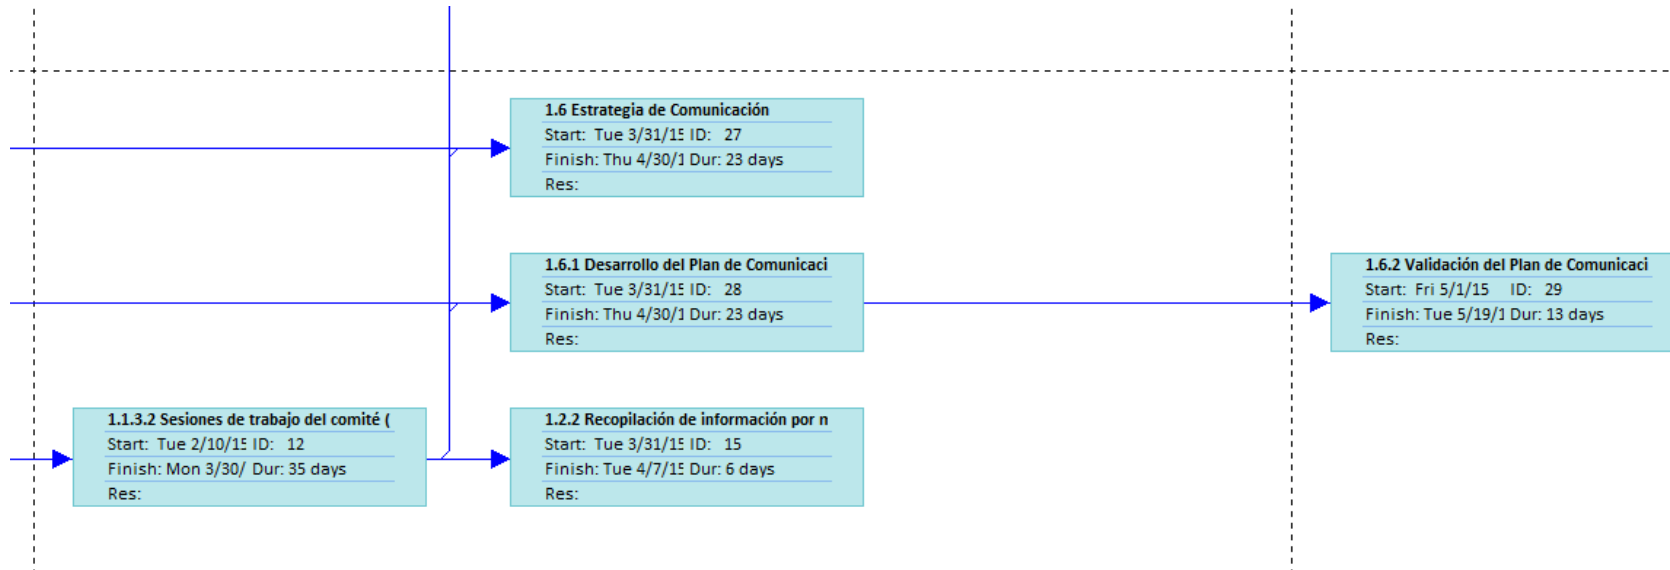 1.6 Estrategia de Comunicación
Start: Tue 3/31/15 ID: 27
Finish: Thu 4/30/1 Dur: 23 days
Res:
1.6.1 Desarrollo del Plan de Comunicaci
Start: Tue 3/31/15 ID: 28
Finish: Thu 4/30/1 Dur: 23 days
Res:
1.6.2 Validación del Plan de Comunicaci
Start: Fri 5/1/15 ID: 29
Finish: Tue 5/19/1 Dur: 13 days
Res:
1.1.3.2 Sesiones de trabajo del comité (
Start: Tue 2/10/15 ID: 12
Finish: Mon 3/30/ Dur: 35 days
Res:
1.2.2 Recopilación de información por n
Start: Tue 3/31/15 ID: 15
Finish: Tue 4/7/15 Dur: 6 days
Res: